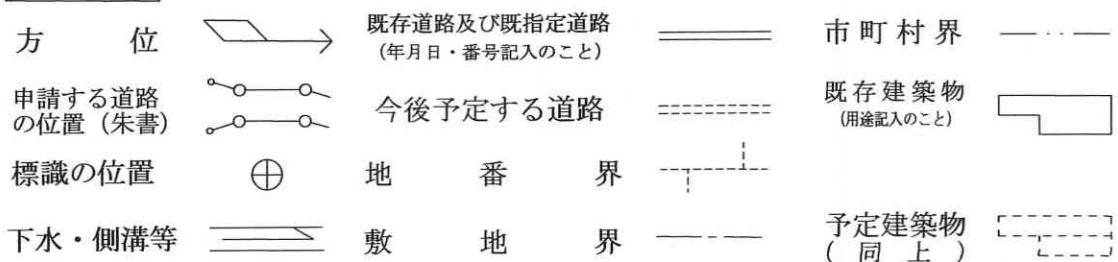 方位
既存道路及び既指定道路
(年月日・番号記入のこと)
市町村界
申請する道路
の位置（朱書）
今後予定する道路
既存建築物
(用途記入のこと)
標識の位置
地番界
下水・側溝等
敷地界
予定建築物
(同上)